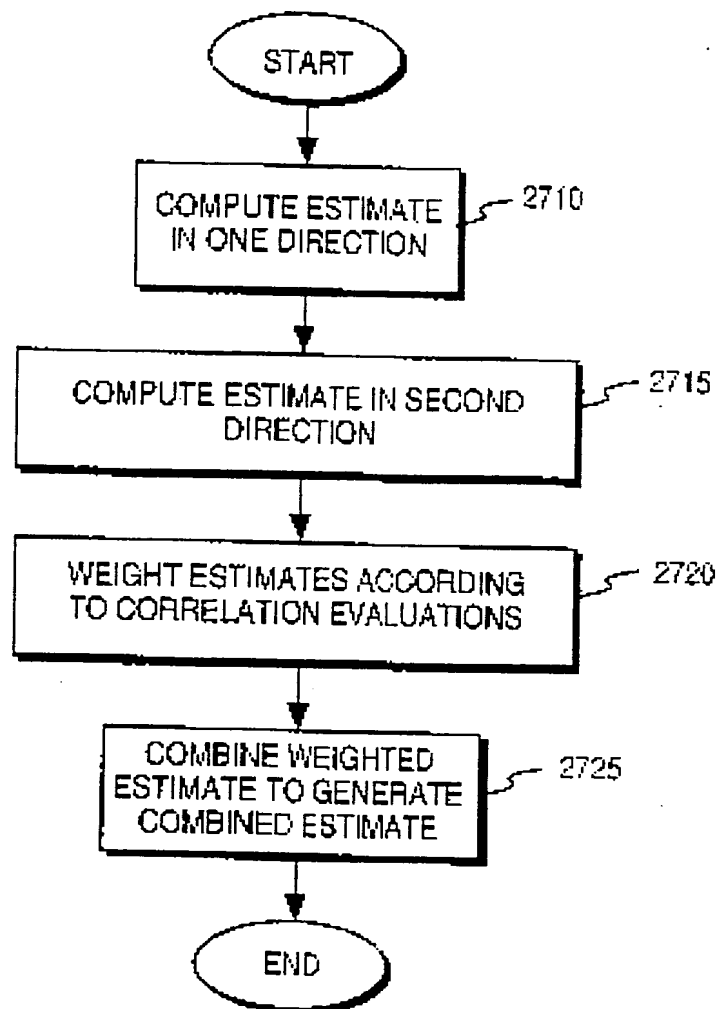 START
COMPUTE ESTIMATE
IN ONE DIRECTION
2710
COMPUTE ESTIMATE IN SECOND
DIRECTION
2715
WEIGHT ESTIMATES ACCORDING
TO CORRELATION EVALUATIONS
2720
COMBINE WEIGHTED
ESTIMATE TO GENERATE
COMBINED ESTIMATE
2725
END